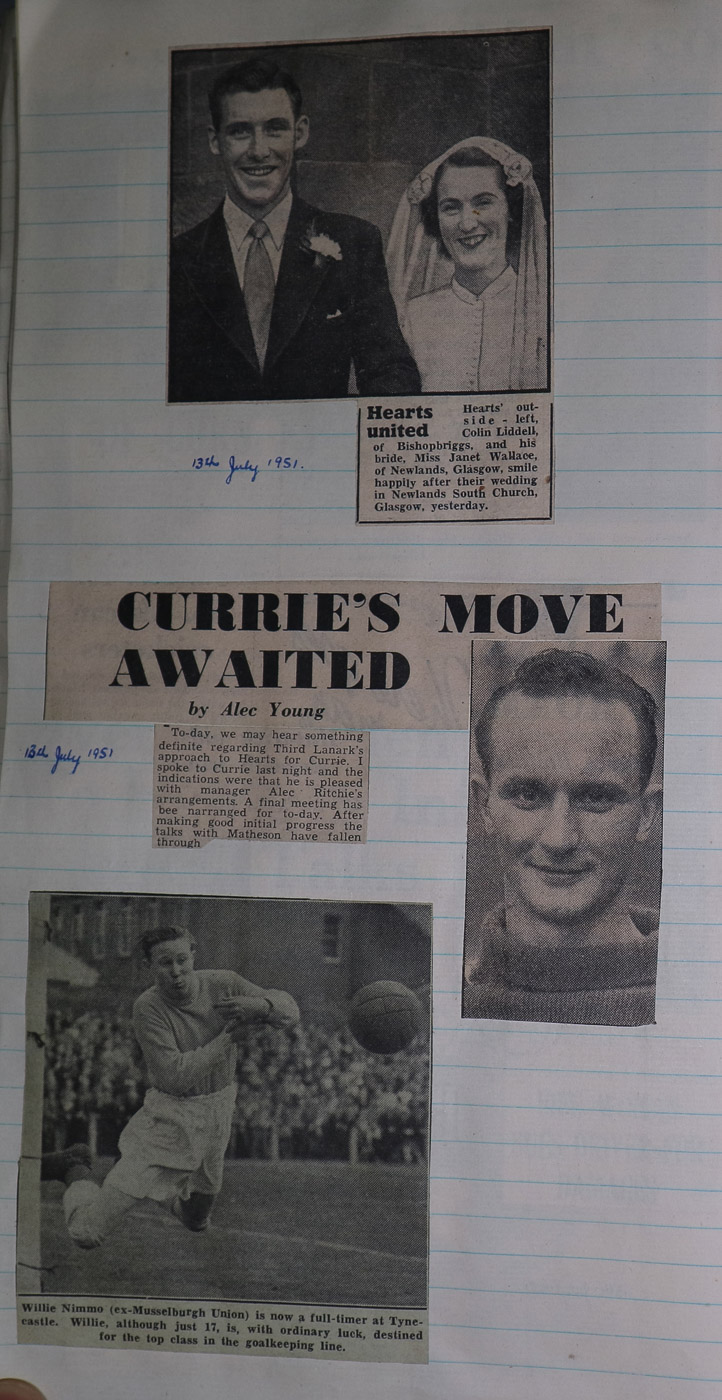 Hearts
united
Hearts' out-
side - left,
Colin Liddell,
of Bishopbriggs, and his
bride, Miss Janet Wallace,
of Newlands, Glasgow, smile
happily after their wedding
in Newlands South Church,
Glasgow, yesterday.
13th July 1951.
CURRIE'S MOVE
AWAITED
by Alec Young
To-day, we may hear something
definite regarding Third Lanark's
approach to Hearts for Currie. I
spoke to Currie last night and the
indications were that he is pleased
with manager Alec Ritchie's
arrangements. A final meeting has
bee narranged for to-day. After
making good initial progress the
talks with Matheson have fallen
through
13th July 1951
Willie Nimmo (ex-Musselburgh Union) is now a full-timer at Tyne-
castle. Willie, although just 17, is, with ordinary luck, destined
for the top class in the goalkeeping line.